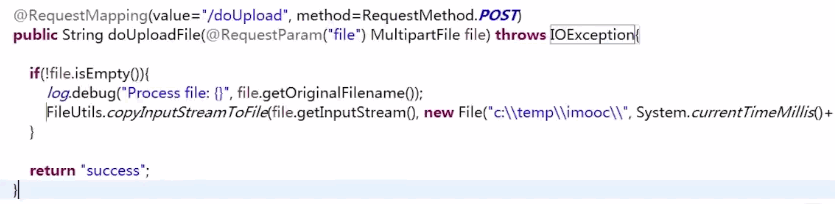 @RequestMapping(value="/doUpload", method=RequestMethod.POST)
public String doUploadFile(@RequestParam("file") MultipartFile file) throws IOException{
if(!file.isEmpty()){
log.debug("Process file: {}", file.getOriginalFilename());
FileUtils.copyInputStreamToFile(file.getInputStream(), new File("c:\\temp\\imooc\\", System.currentTimeMillis()+
}
return "success";
}